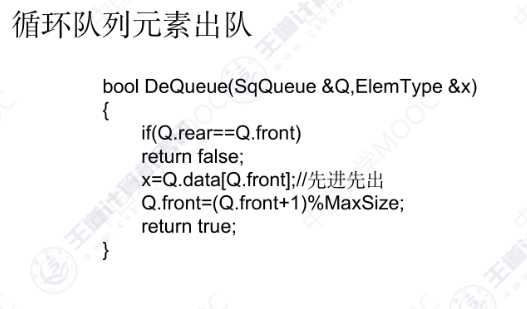 循环队列元素出队
bool DeQueue(SqQueue &Q,ElemType &x)
{
if(Q.rear==Q.front)
return false;
x=Q.data[Q.front];//先进先出
Q.front=(Q.front+1)%MaxSize;
return true;
}